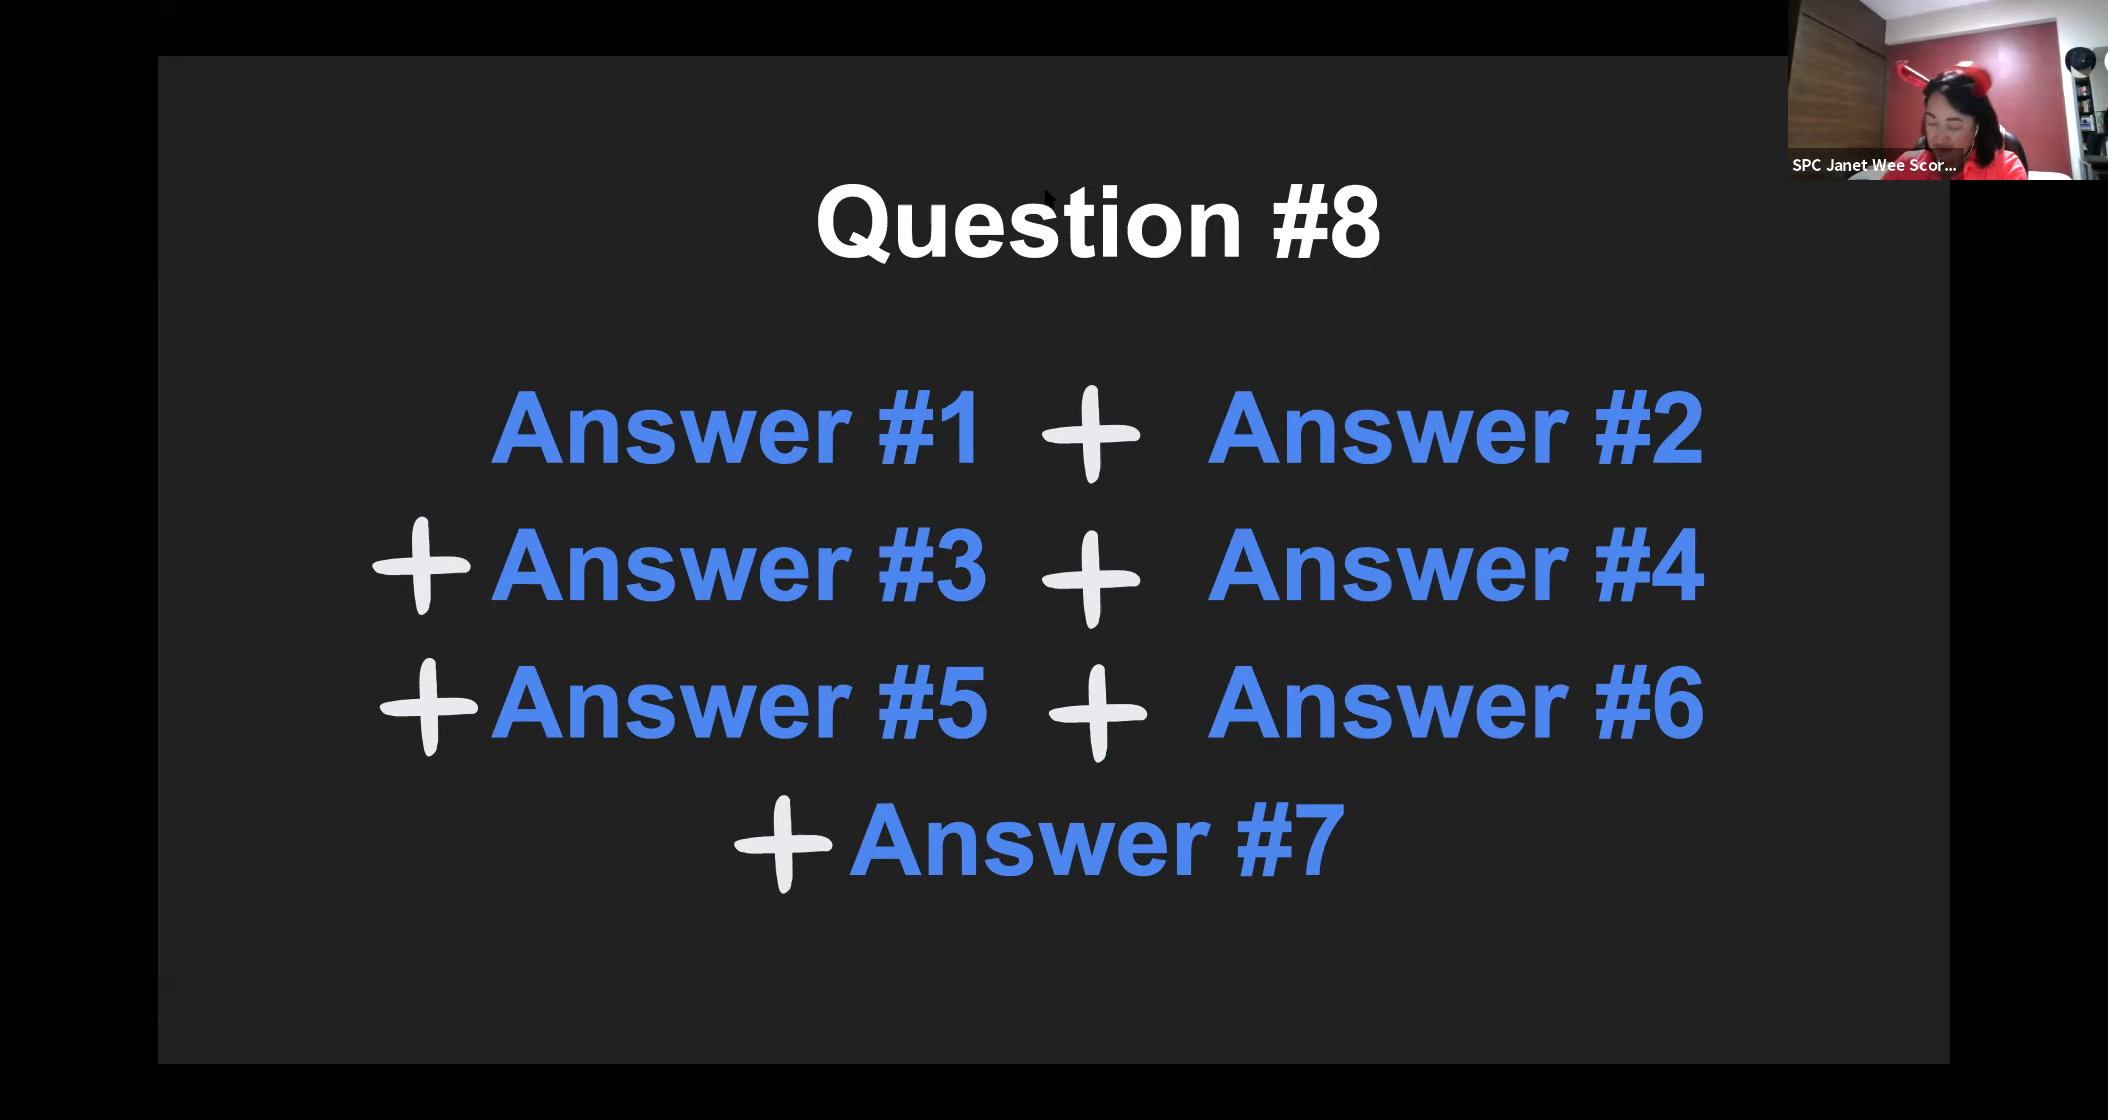 Question #8
Answer #1 + Answer #2
+ Answer #3 + Answer #4
+ Answer #5 + Answer #6
+ Answer #7
SPC Janet Wee Scor...